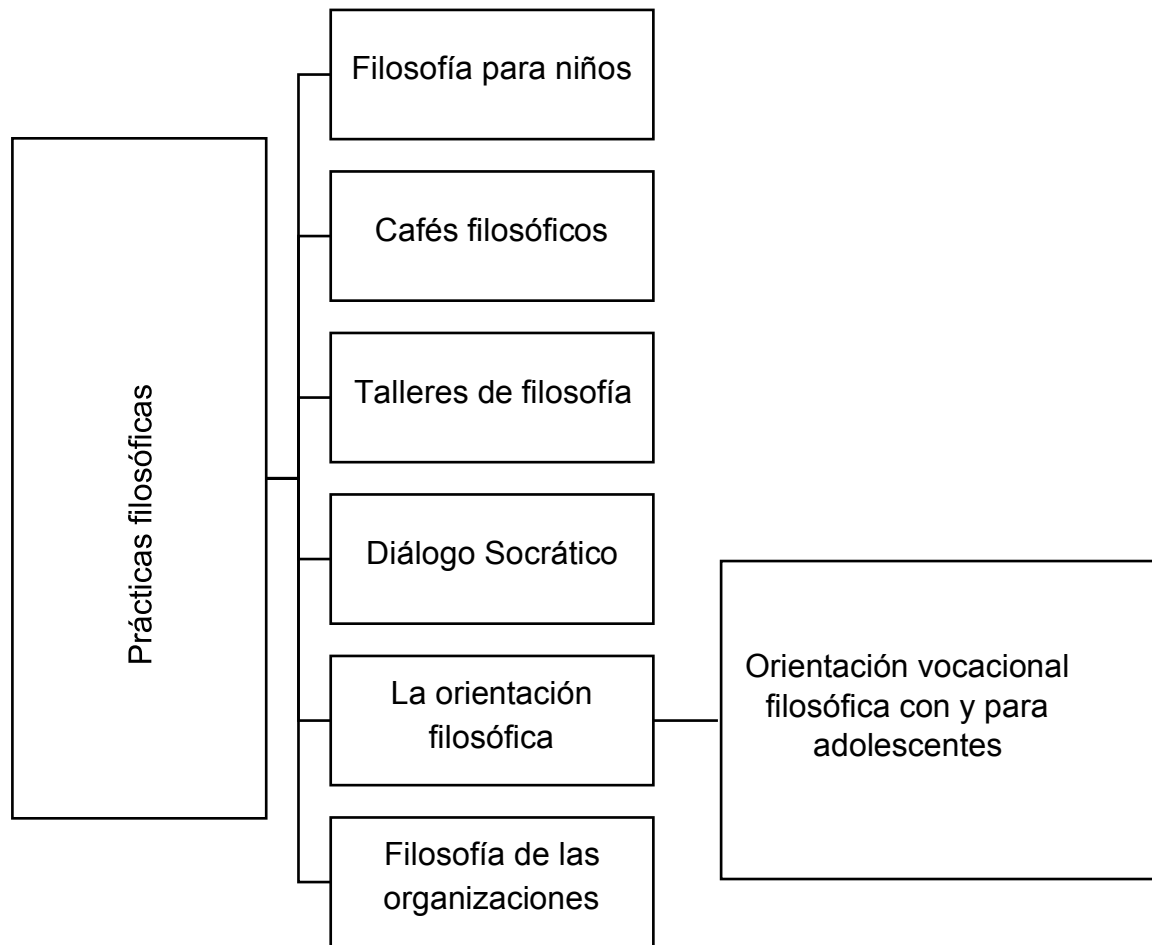 Prácticas filosóficas
Filosofía para niños
Cafés filosóficos
Talleres de filosofía
Diálogo Socrático
La orientación
filosófica
Orientación vocacional
filosófica con y para
adolescentes
Filosofía de las
organizaciones